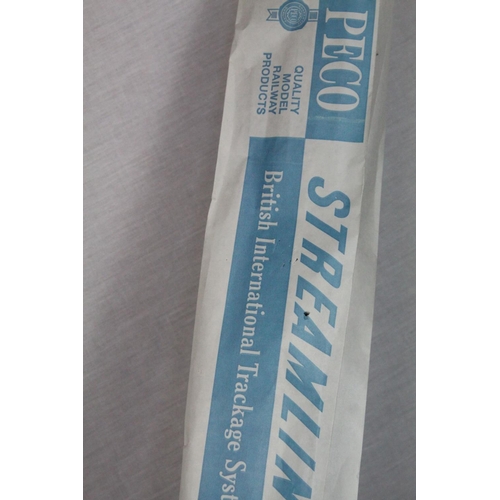 PECO
QUALITY
MODEL
RAILWAY
PRODUCTS
STREAMLIN
British International Trackage Syst